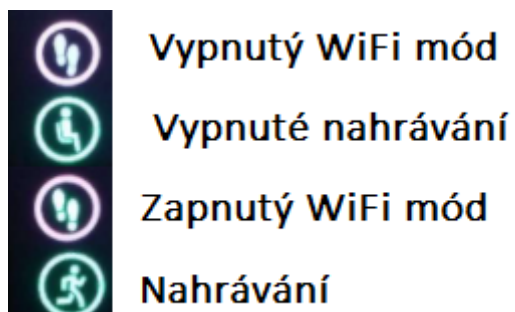 Vypnutý WiFi mód
Vypnuté nahrávání
Zapnutý WiFi mód
Nahrávání